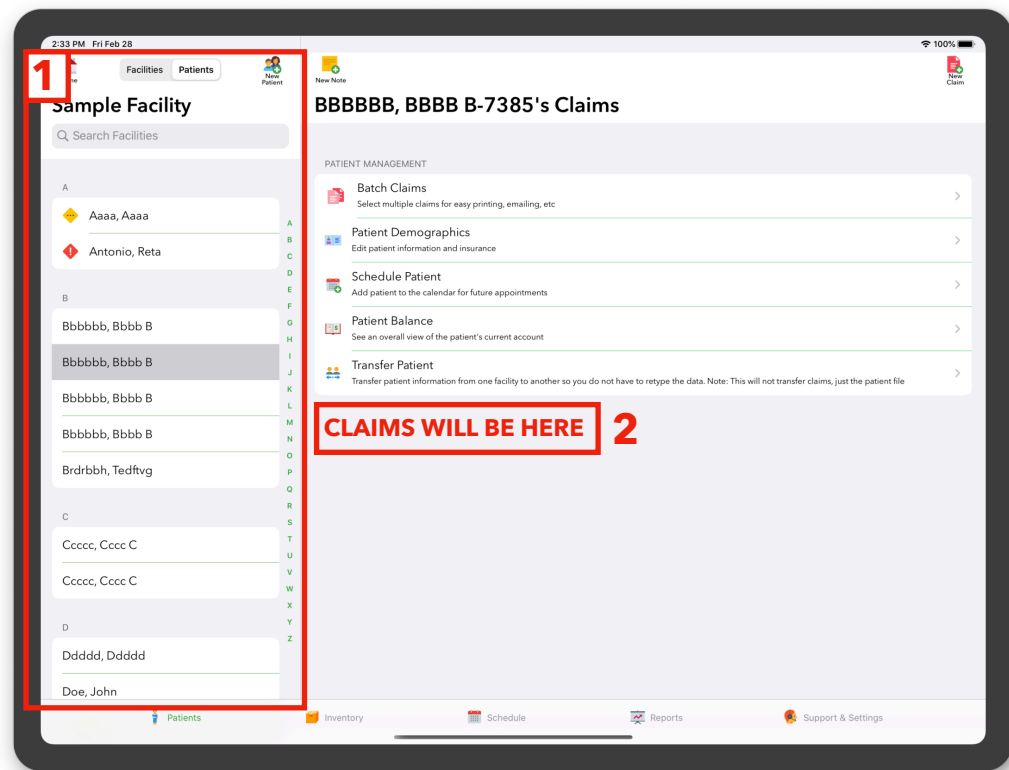 2:33 PM Fri Feb 28
100%
1
Facilities Patients
New Patient
Sample Facility
Search Facilities
A
Aaaa, Aaaa
Antonio, Reta
B
Bbbbbb, Bbbb B
Bbbbbb, Bbbb B
Bbbbbb, Bbbb B
Bbbbbb, Bbbb B
Brdrbbh, Tedftvg
C
Ccccc, Cccc C
Ccccc, Cccc C
D
Ddddd, Ddddd
Doe, John
A
B
C
D
E
F
G
H
I
J
K
L
M
N
O
P
Q
R
S
T
U
V
W
X
Y
Z
New Note
New Claim
BBBBBB, BBBB B-7385's Claims
PATIENT MANAGEMENT
Batch Claims
Select multiple claims for easy printing, emailing, etc
Patient Demographics
Edit patient information and insurance
Schedule Patient
Add patient to the calendar for future appointments
Patient Balance
See an overall view of the patient's current account
Transfer Patient
Transfer patient information from one facility to another so you do not have to retype the data. Note: This will not transfer claims, just the patient file
CLAIMS WILL BE HERE 2
Patients Inventory Schedule Reports Support & Settings